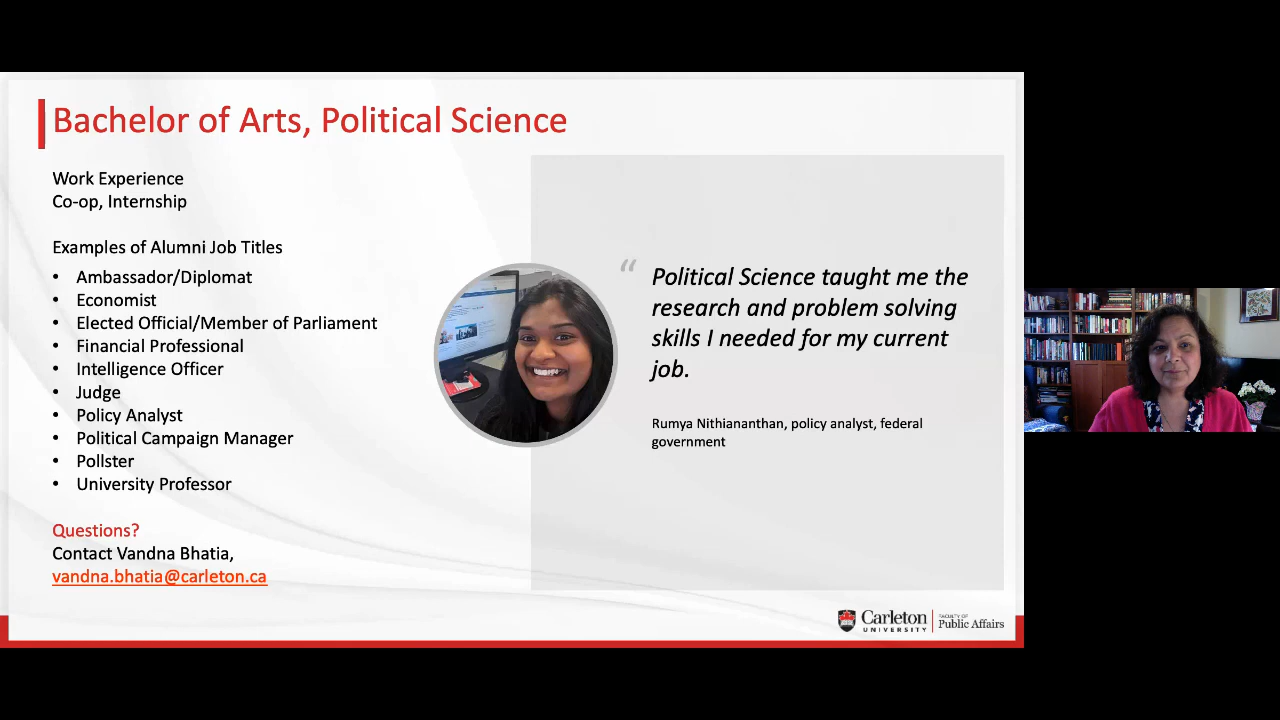 Bachelor of Arts, Political Science
Work Experience
Co-op, Internship
Examples of Alumni Job Titles
• Ambassador/Diplomat
• Economist
• Elected Official/Member of Parliament
• Financial Professional
• Intelligence Officer
• Judge
• Policy Analyst
• Political Campaign Manager
• Pollster
• University Professor
Questions?
Contact Vandna Bhatia,
vandna.bhatia@carleton.ca
“
Political Science taught me the
research and problem solving
skills I needed for my current
job.
Rumya Nithiananthan, policy analyst, federal
government
Carleton
UNIVERSITY
FACULTY OF
Public Affairs